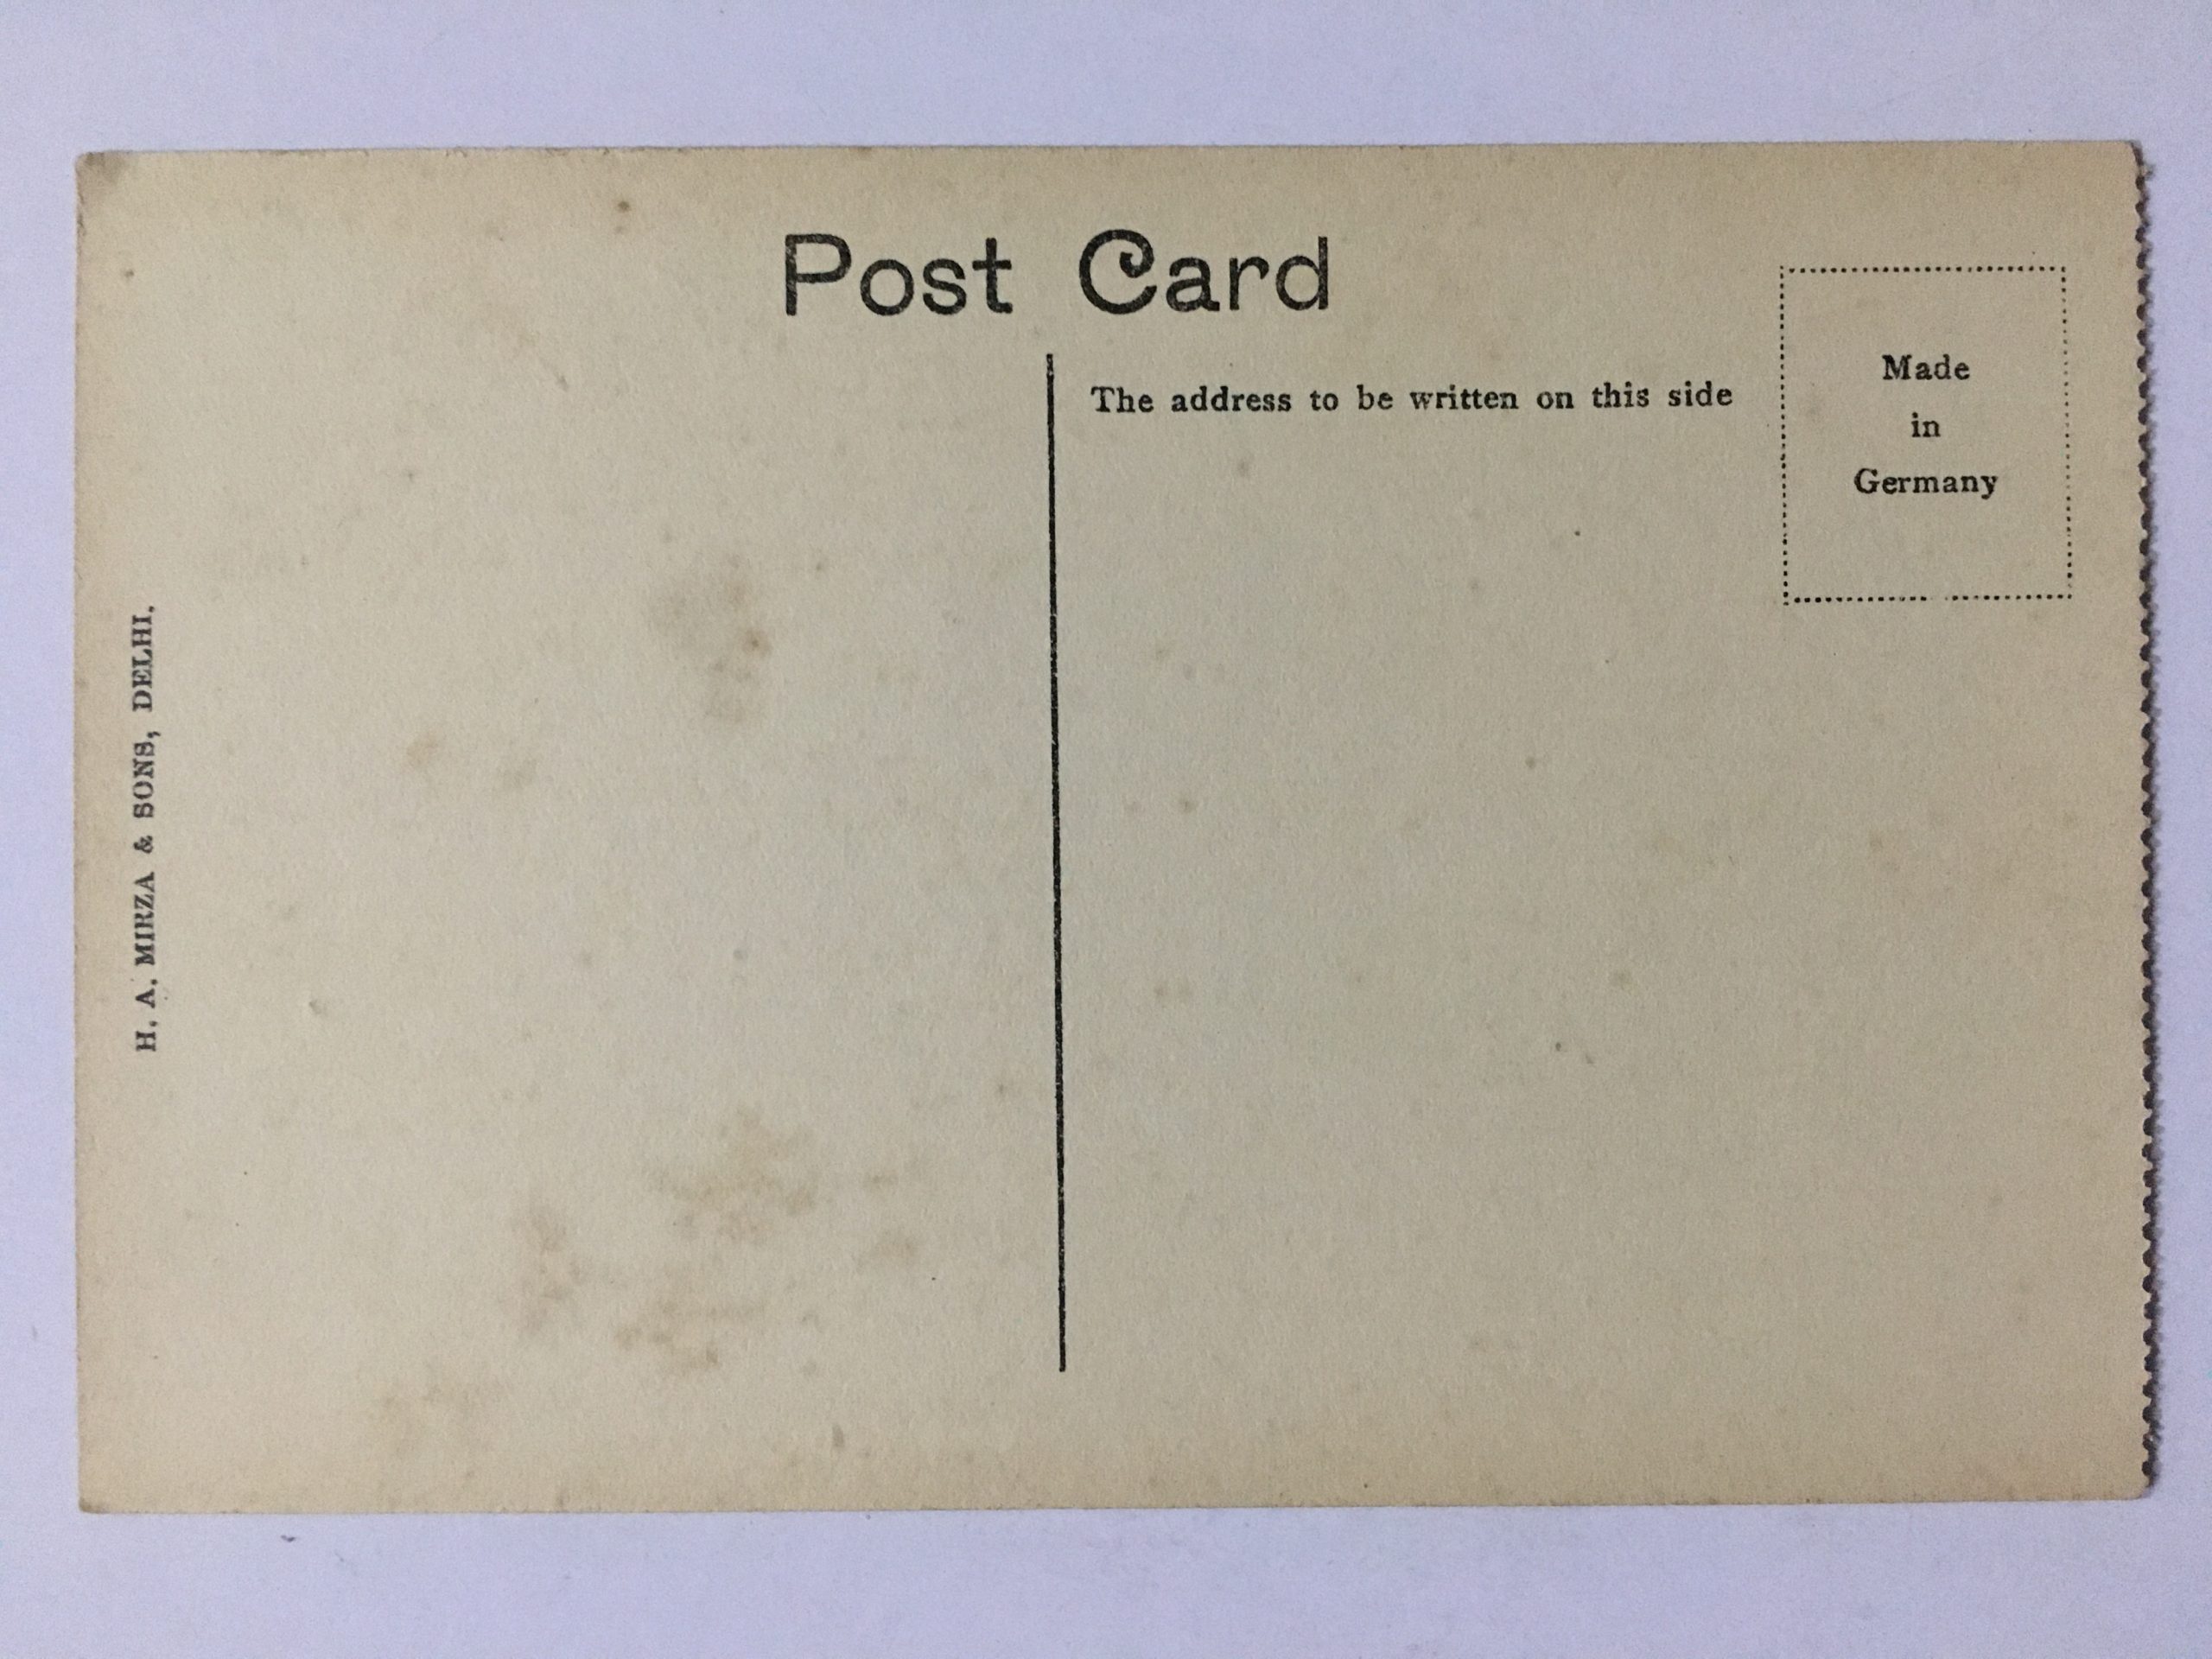 Post Card
The address to be written on this side
Made
in
Germany
H. A. MIRZA & SONS, DELHI.